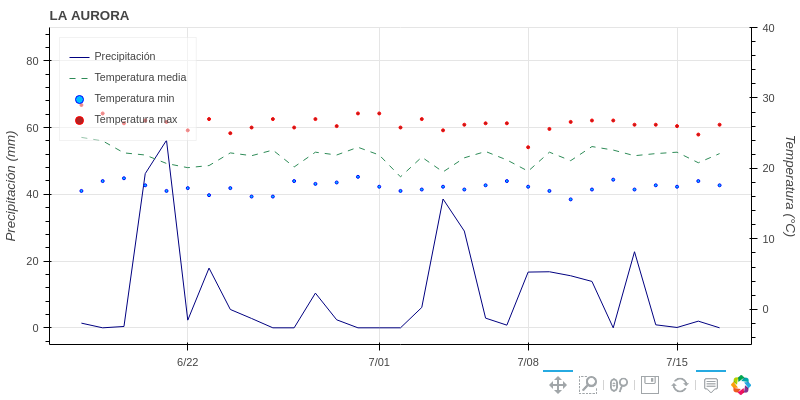 LA AURORA
Precipitación
Temperatura media
Temperatura min
Temperatura max
Precipitación (mm)
80
60
40
20
0
40
30
20
10
0
Temperatura (°C)
6/22
7/01
7/08
7/15